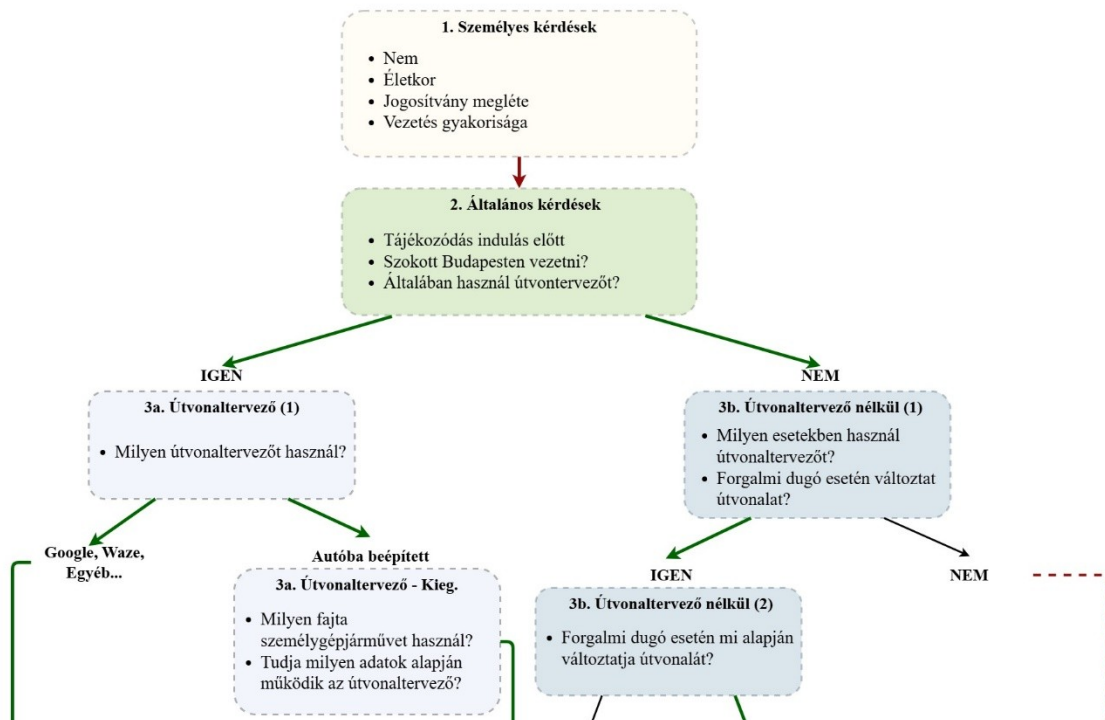 1. Személyes kérdések
• Nem
• Életkor
• Jogosítvány megléte
• Vezetés gyakorisága
2. Általános kérdések
• Tájékozódás indulás előtt
• Szokott Budapesten vezetni?
• Általában használ útvontervezőt?
IGEN
NEM
3a. Útvonaltervező (1)
• Milyen útvonaltervezőt használ?
3b. Útvonaltervező nélkül (1)
• Milyen esetekben használ
útvonaltervezőt?
• Forgalmi dugó esetén változtat
útvonalat?
Google, Waze,
Egyéb...
Autóba beépített
3a. Útvonaltervező - Kieg.
• Milyen fajta
személygépjárművet használ?
• Tudja milyen adatok alapján
működik az útvonaltervező?
IGEN
NEM
3b. Útvonaltervező nélkül (2)
• Forgalmi dugó esetén mi alapján
változtatja útvonalát?